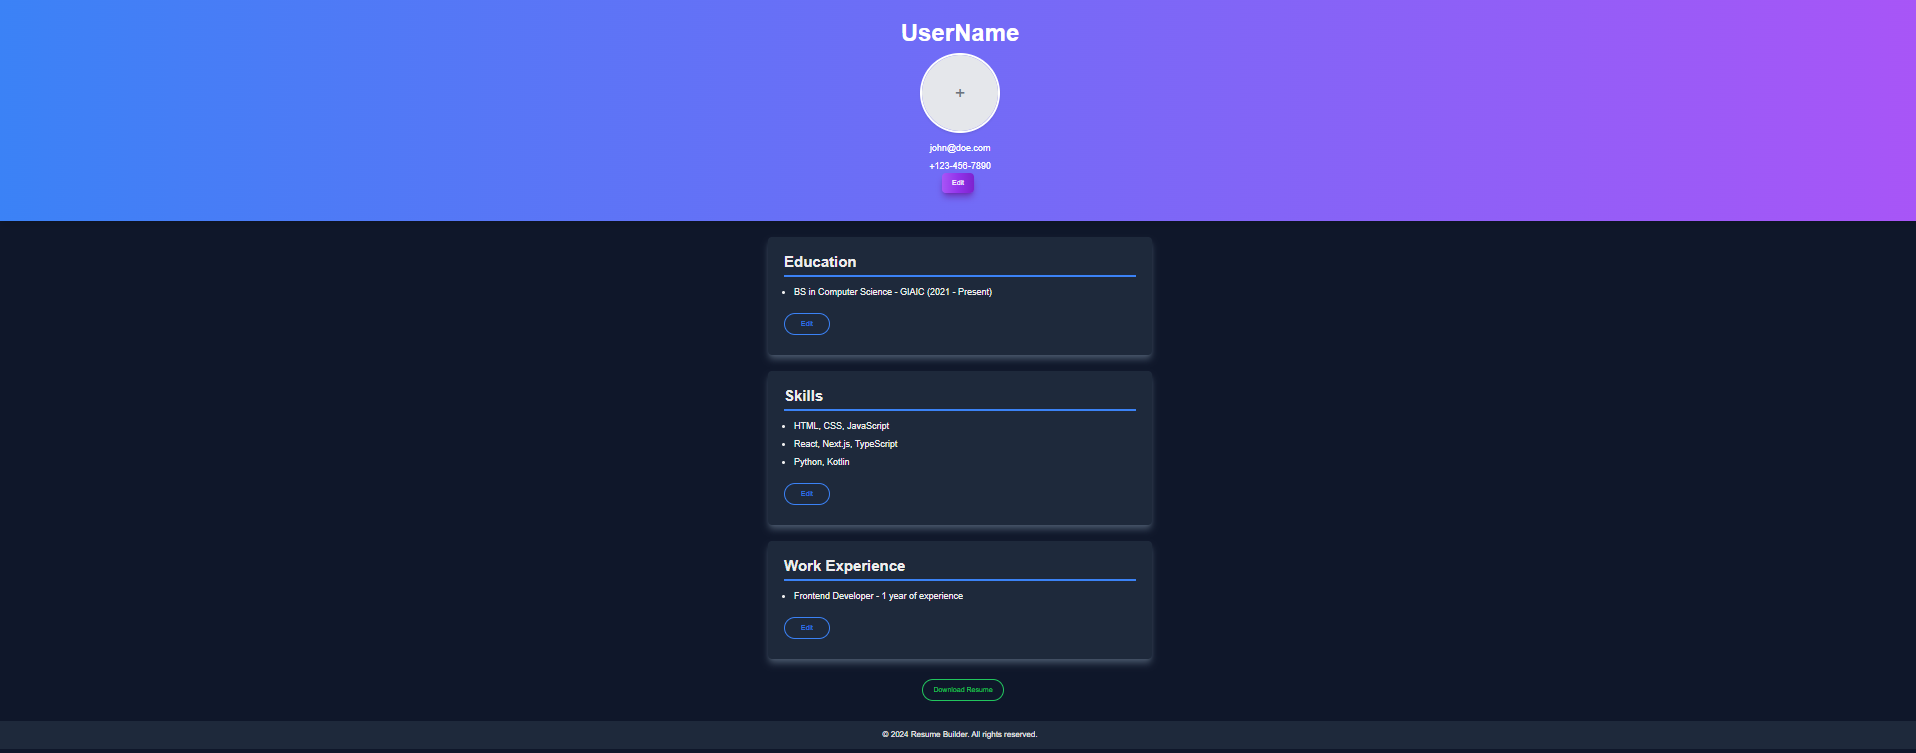 UserName
+
john@doe.com
+123-456-7890
Edit
Education
• BS in Computer Science - GIAIC (2021 - Present)
Edit
Skills
• HTML, CSS, JavaScript
• React, Next.js, TypeScript
• Python, Kotlin
Edit
Work Experience
• Frontend Developer - 1 year of experience
Edit
Download Resume
© 2024 Resume Builder. All rights reserved.